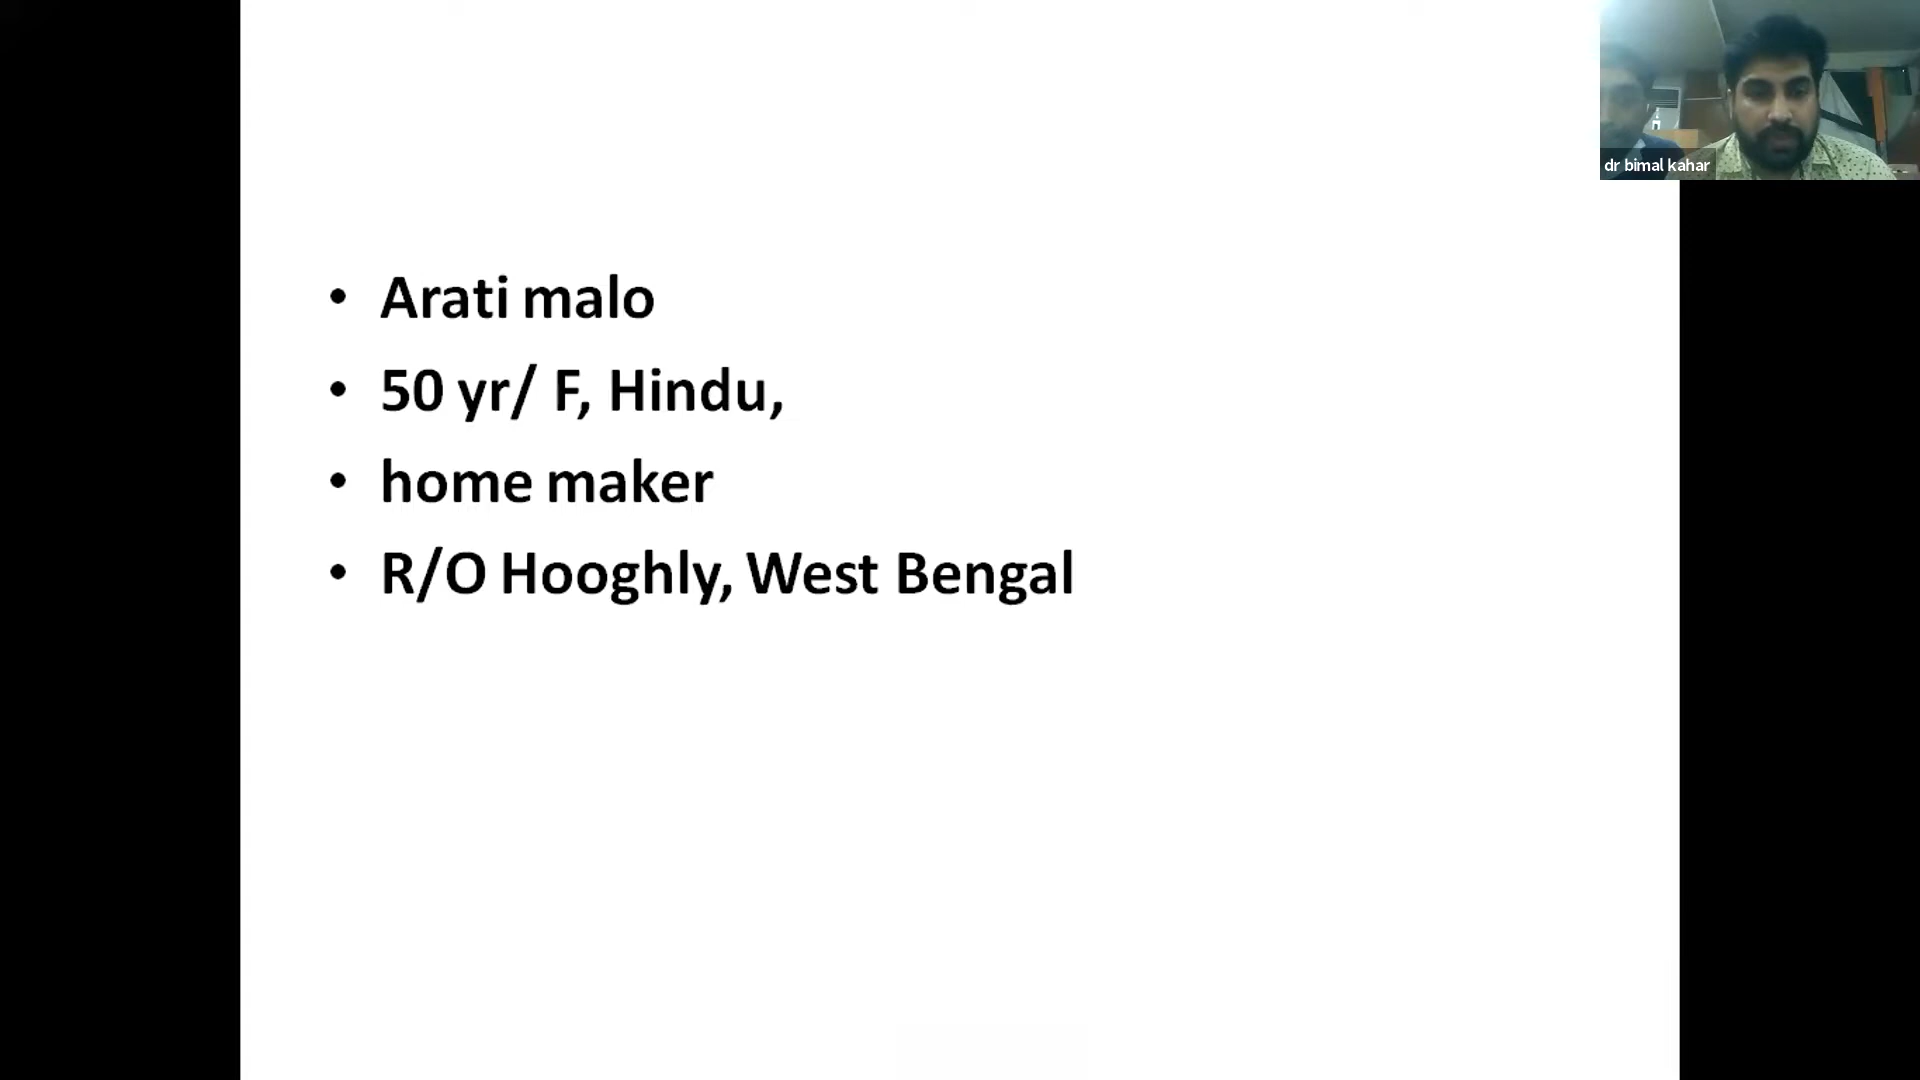 dr bimal kahar
• Arati malo
• 50 yr/ F, Hindu,
• home maker
• R/O Hooghly, West Bengal